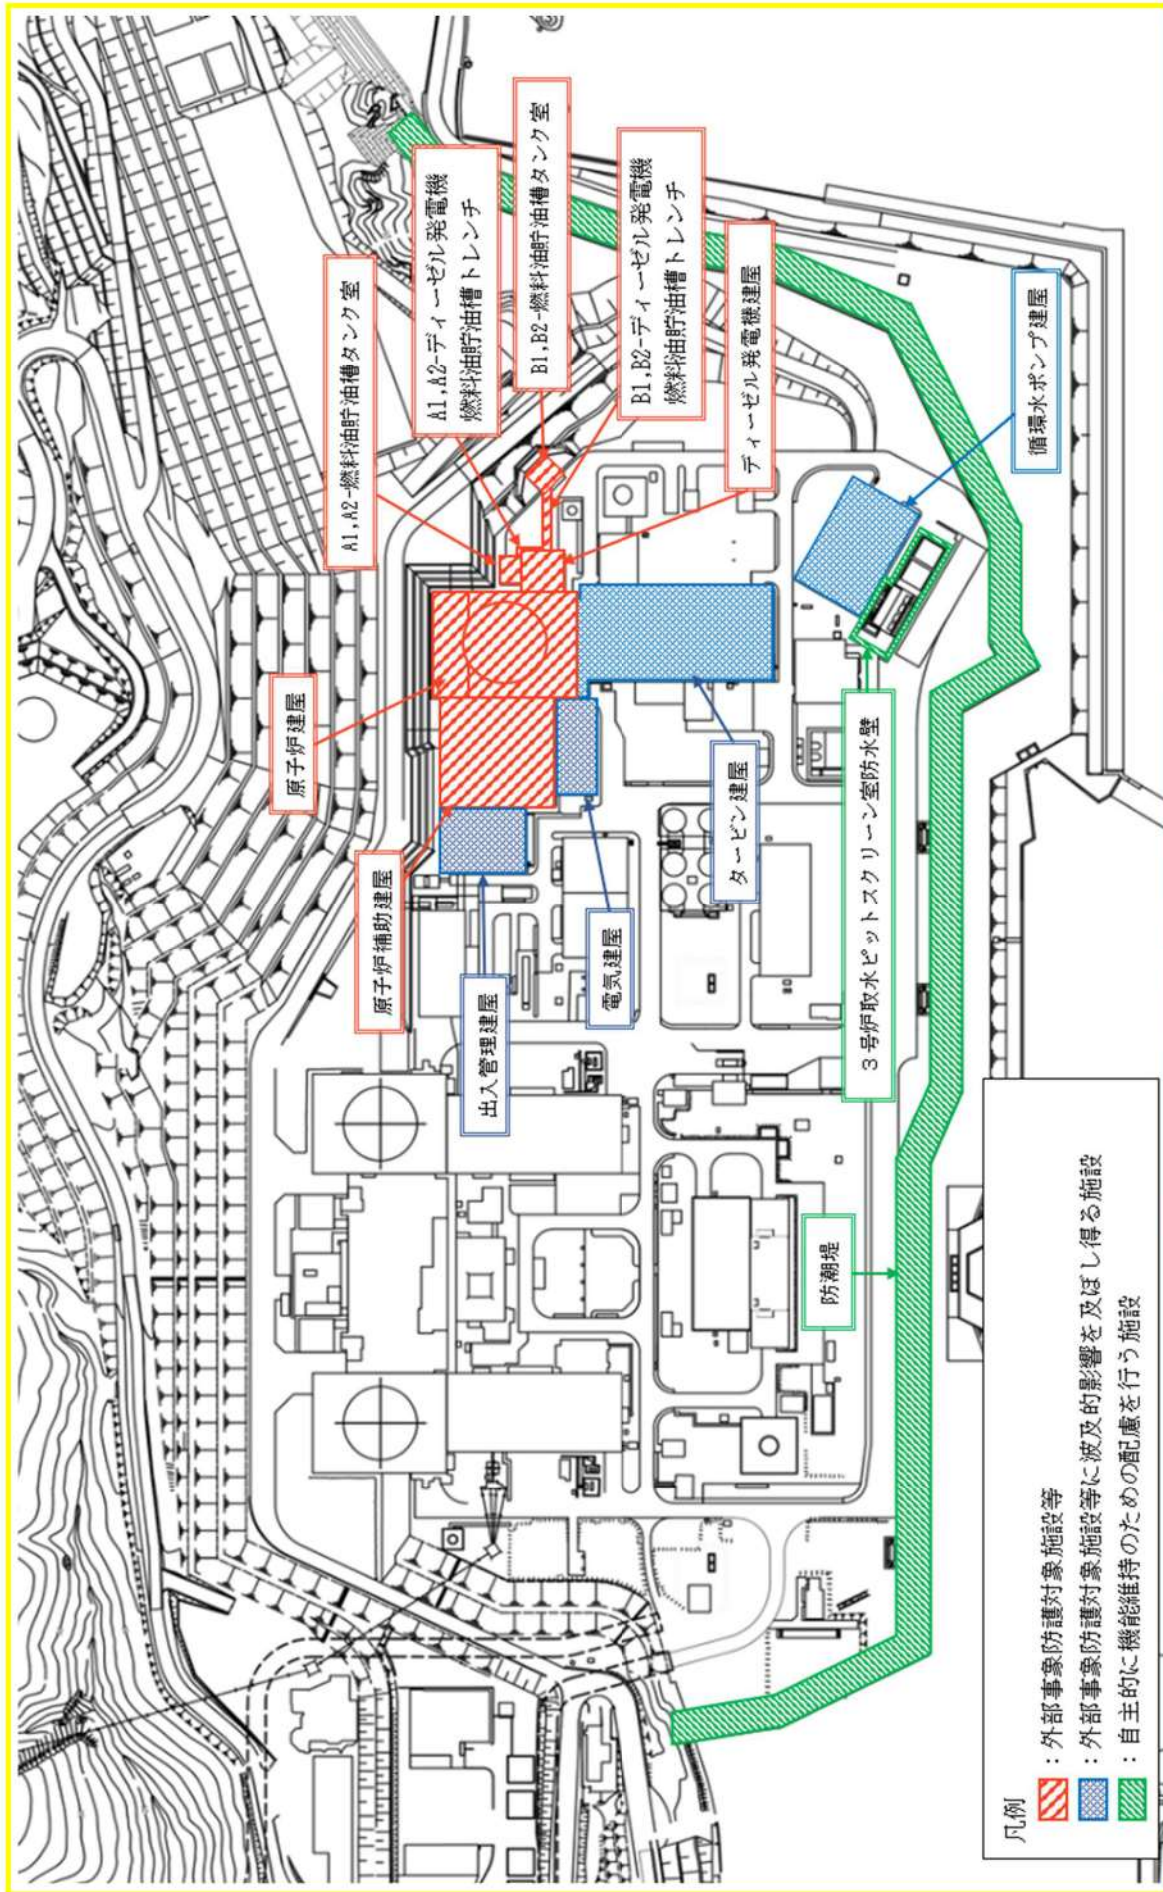 A1,A2-燃料油貯油槽タンク室
A1,A2-ディーゼル発電機
燃料油貯油槽トレンチ
B1,B2-燃料油貯油槽タンク室
B1,B2-ディーゼル発電機
燃料油貯油槽トレンチ
ディーゼル発電機建屋
原子炉建屋
原子炉補助建屋
出入管理建屋
電気建屋
タービン建屋
循環水ポンプ建屋
3号炉取水ピットスクリーン室防水壁
防潮堤
凡例
:外部事象防護対象施設等
:外部事象防護対象施設等に波及的影響を及ぼし得る施設
:自主的に機能維持のための配慮を行う施設